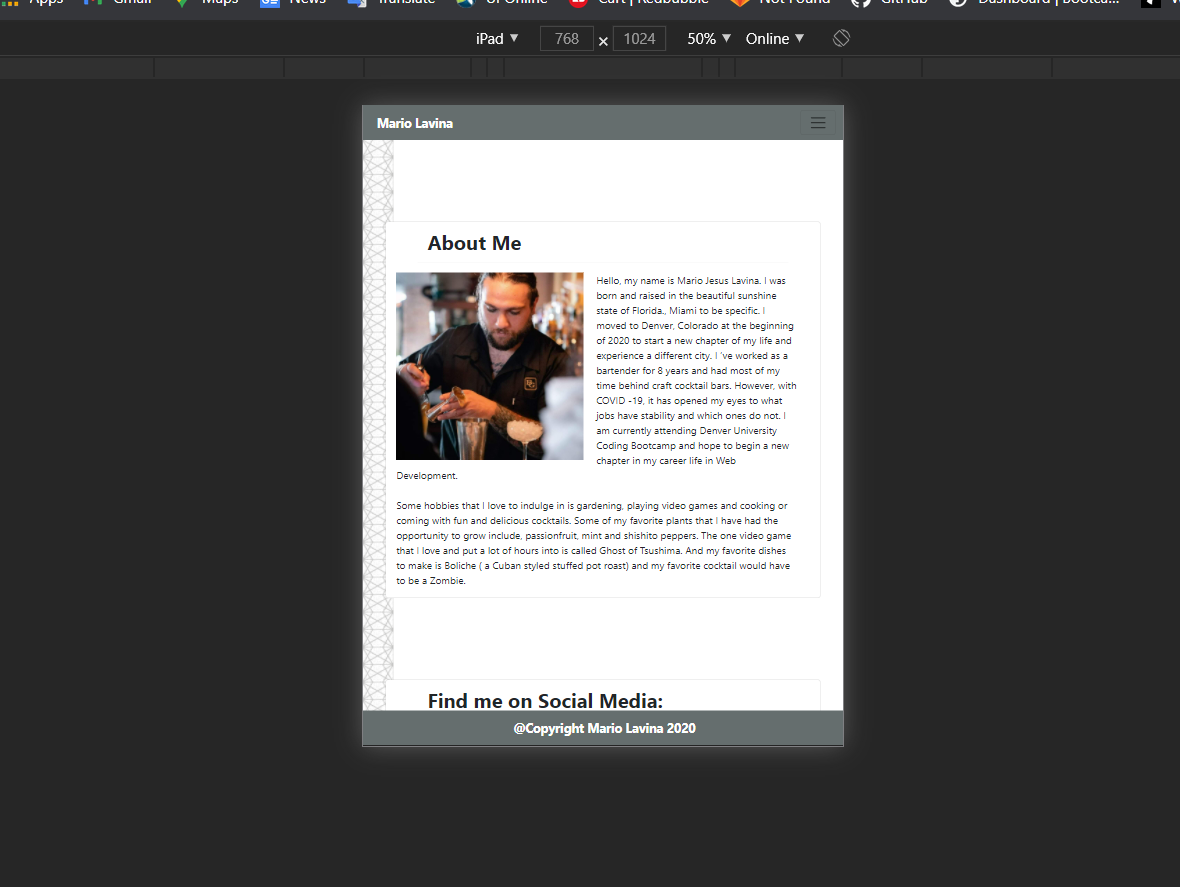 Apps Gmail Maps News Translate UI Online Cart | Redbubble Not Found GitHub Dashboard | Bootca...
iPad ▼ 768 × 1024 50% ▼ Online ▼
Mario Lavina
About Me
Hello, my name is Mario Jesus Lavina. I was
born and raised in the beautiful sunshine
state of Florida., Miami to be specific. I
moved to Denver, Colorado at the beginning
of 2020 to start a new chapter of my life and
experience a different city. I 've worked as a
bartender for 8 years and had most of my
time behind craft cocktail bars. However, with
COVID -19, it has opened my eyes to what
jobs have stability and which ones do not. I
am currently attending Denver University
Coding Bootcamp and hope to begin a new
chapter in my career life in Web
Development.
Some hobbies that I love to indulge in is gardening, playing video games and cooking or
coming with fun and delicious cocktails. Some of my favorite plants that I have had the
opportunity to grow include, passionfruit, mint and shishito peppers. The one video game
that I love and put a lot of hours into is called Ghost of Tsushima. And my favorite dishes
to make is Boliche ( a Cuban styled stuffed pot roast) and my favorite cocktail would have
to be a Zombie.
Find me on Social Media:
@Copyright Mario Lavina 2020